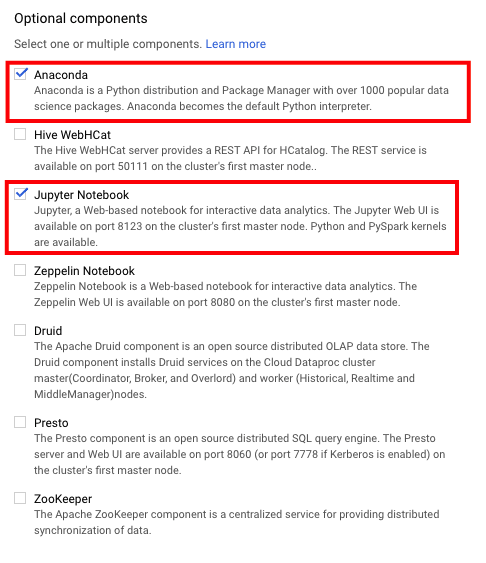 Optional components
Select one or multiple components. Learn more
Anaconda
Anaconda is a Python distribution and Package Manager with over 1000 popular data
science packages. Anaconda becomes the default Python interpreter.
Hive WebHCat
The Hive WebHCat server provides a REST API for HCatalog. The REST service is
available on port 50111 on the cluster's first master node..
Jupyter Notebook
Jupyter, a Web-based notebook for interactive data analytics. The Jupyter Web UI is
available on port 8123 on the cluster's first master node. Python and PySpark kernels
are available.
Zeppelin Notebook
Zeppelin Notebook is a Web-based notebook for interactive data analytics. The
Zeppelin Web UI is available on port 8080 on the cluster's first master node.
Druid
The Apache Druid component is an open source distributed OLAP data store. The
Druid component installs Druid services on the Cloud Dataproc cluster
master(Coordinator, Broker, and Overlord) and worker (Historical, Realtime and
MiddleManager)nodes.
Presto
The Presto component is an open source distributed SQL query engine. The Presto
server and Web UI are available on port 8060 (or port 7778 if Kerberos is enabled) on
the cluster's first master node.
ZooKeeper
The Apache ZooKeeper component is a centralized service for providing distributed
synchronization of data.